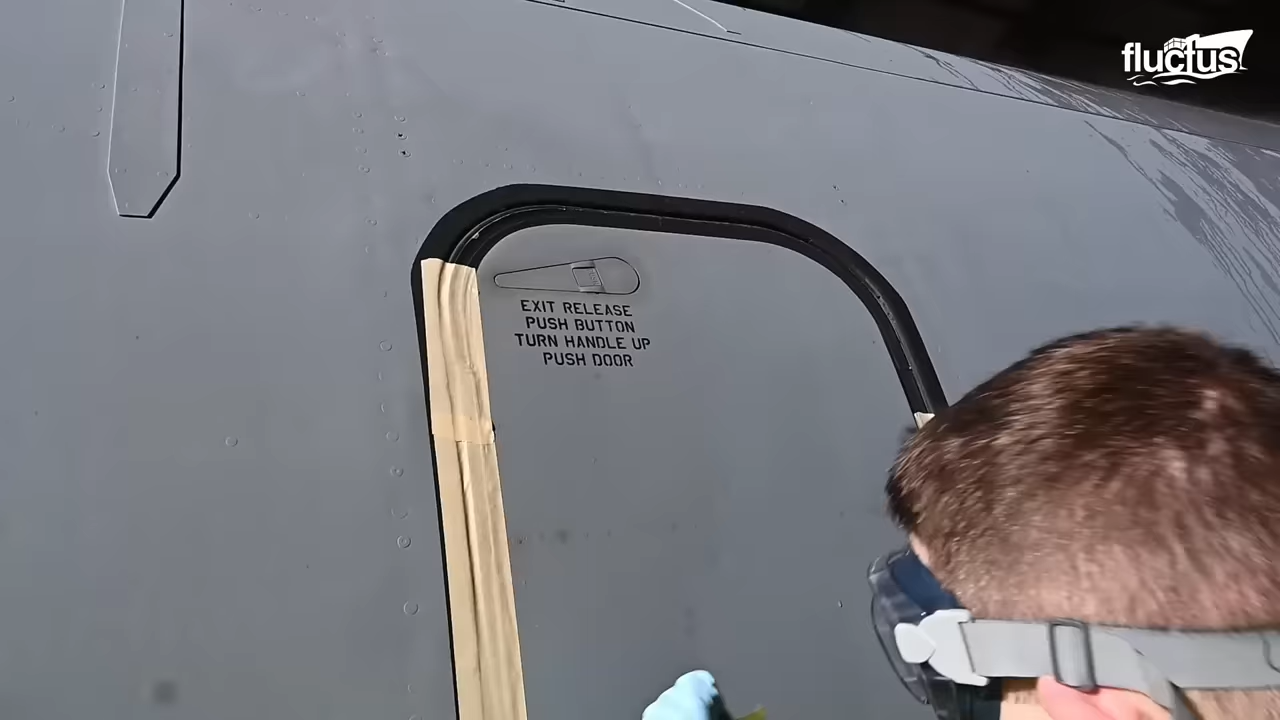 fluctus
EXIT RELEASE
PUSH BUTTON
TURN HANDLE UP
PUSH DOOR